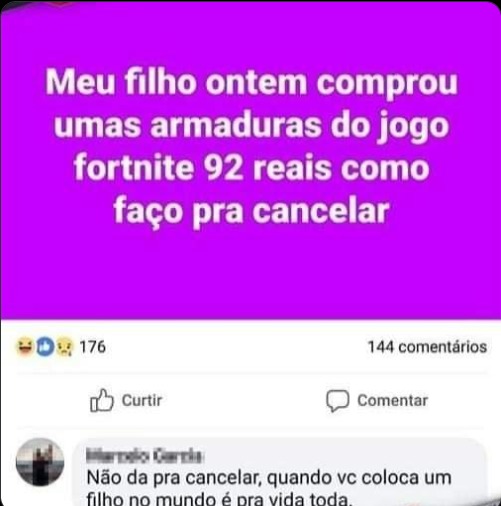 Meu filho ontem comprou
umas armaduras do jogo
fortnite 92 reais como
faço pra cancelar
176
144 comentários
Curtir
Comentar
Não da pra cancelar, quando vc coloca um
filho no mundo é pra vida toda.